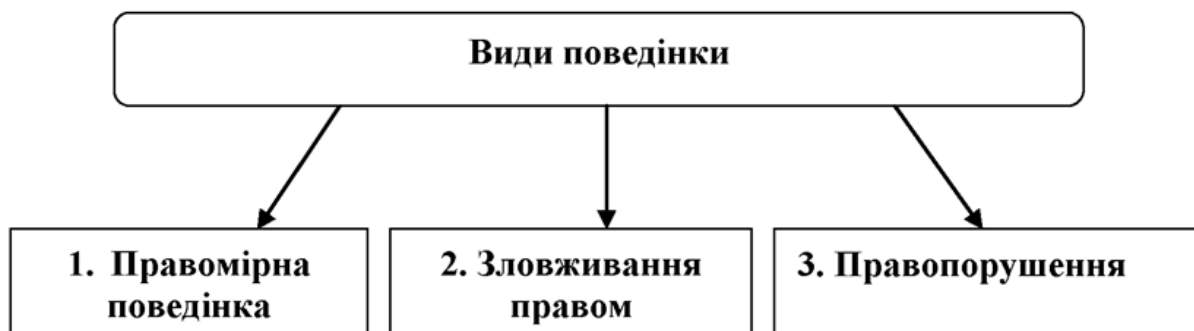 Види поведінки
1. Правомірна
поведінка
2. Зловживання
правом
3. Правопорушення